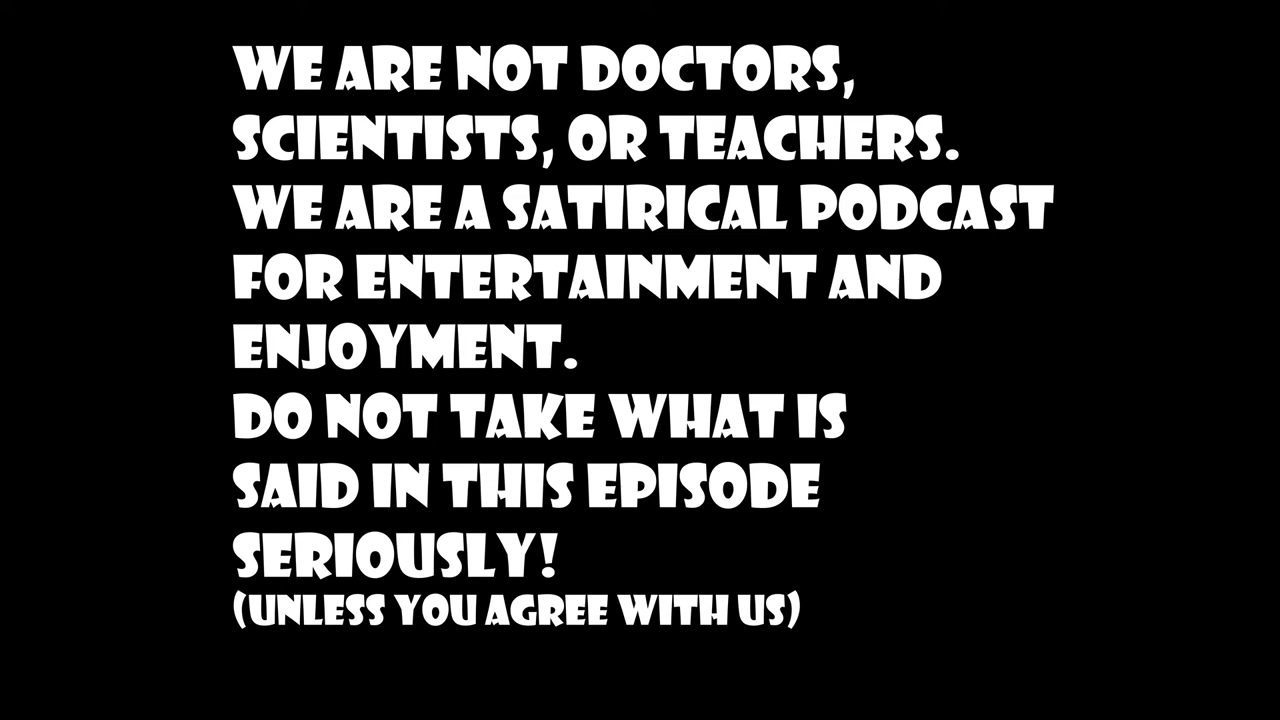 WE ARE NOT DOCTORS,
SCIENTISTS, OR TEACHERS.
WE ARE A SATIRICAL PODCAST
FOR ENTERTAINMENT AND
ENJOYMENT.
DO NOT TAKE WHAT IS
SAID IN THIS EPISODE
SERIOUSLY!
(UNLESS YOU AGREE WITH US)